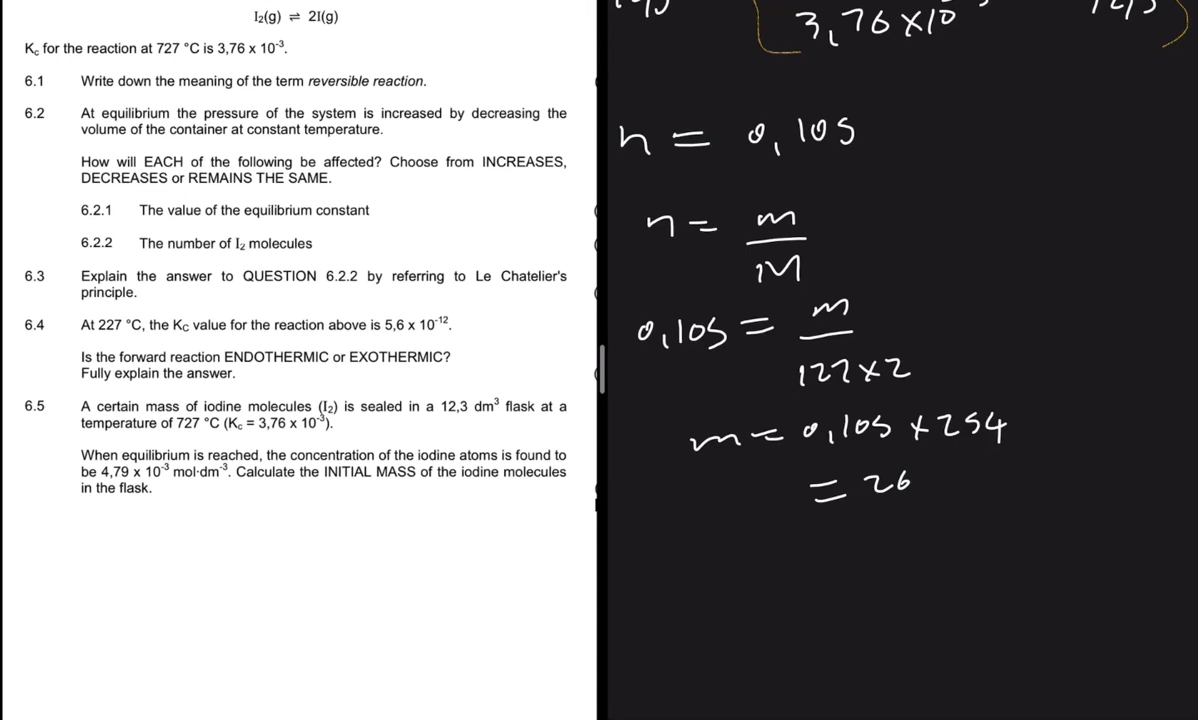 I₂(g) ⇌ 2I(g)
Kc for the reaction at 727 °C is 3,76 x 10⁻³.
6.1 Write down the meaning of the term reversible reaction.
6.2 At equilibrium the pressure of the system is increased by decreasing the
volume of the container at constant temperature.
How will EACH of the following be affected? Choose from INCREASES,
DECREASES or REMAINS THE SAME.
6.2.1 The value of the equilibrium constant
6.2.2 The number of I₂ molecules
6.3 Explain the answer to QUESTION 6.2.2 by referring to Le Chatelier's
principle.
6.4 At 227 °C, the KC value for the reaction above is 5,6 x 10⁻¹².
Is the forward reaction ENDOTHERMIC or EXOTHERMIC?
Fully explain the answer.
6.5 A certain mass of iodine molecules (I₂) is sealed in a 12,3 dm³ flask at a
temperature of 727 °C (Kc = 3,76 x 10⁻³).
When equilibrium is reached, the concentration of the iodine atoms is found to
be 4,79 x 10⁻³ mol·dm⁻³. Calculate the INITIAL MASS of the iodine molecules
in the flask.
3,76 x10
n = 0,105
n = m
M
0,105 = m
127 x 2
m = 0,105 x 254
= 26